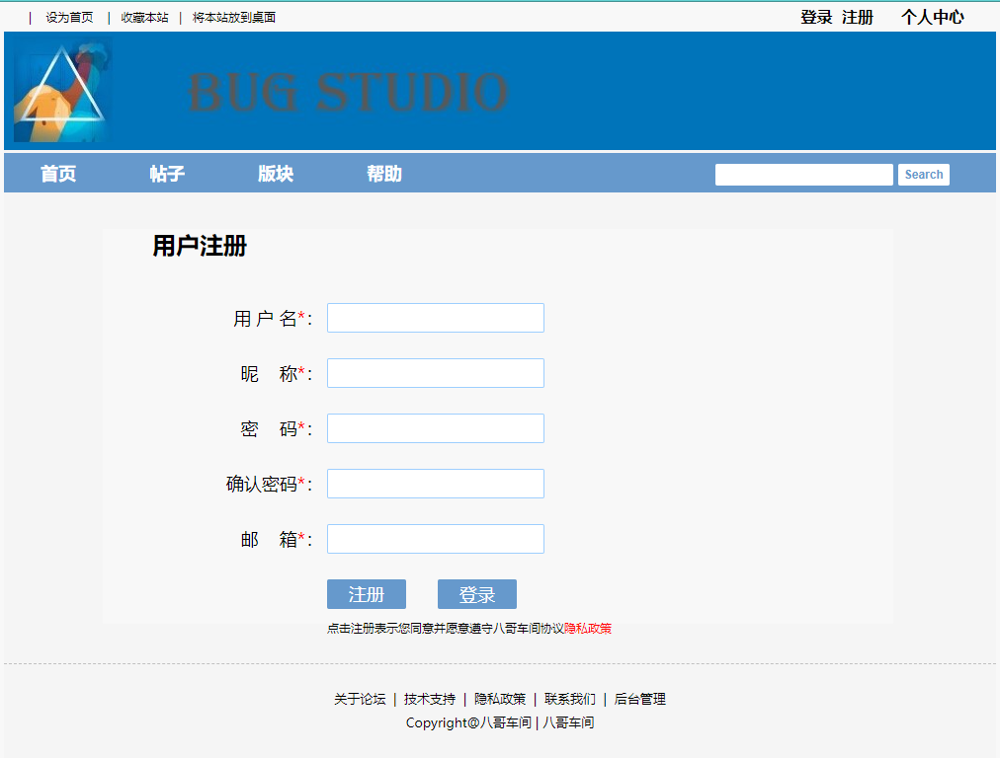 | 设为首页 | 收藏本站 | 将本站放到桌面 登录 注册 个人中心
BUG STUDIO
首页 帖子 版块 帮助 Search
用户注册
用 户 名*：
昵 称*：
密 码*：
确认密码*：
邮 箱*：
注册 登录
点击注册表示您同意并愿意遵守八哥车间协议隐私政策
关于论坛 | 技术支持 | 隐私政策 | 联系我们 | 后台管理
Copyright@八哥车间 | 八哥车间